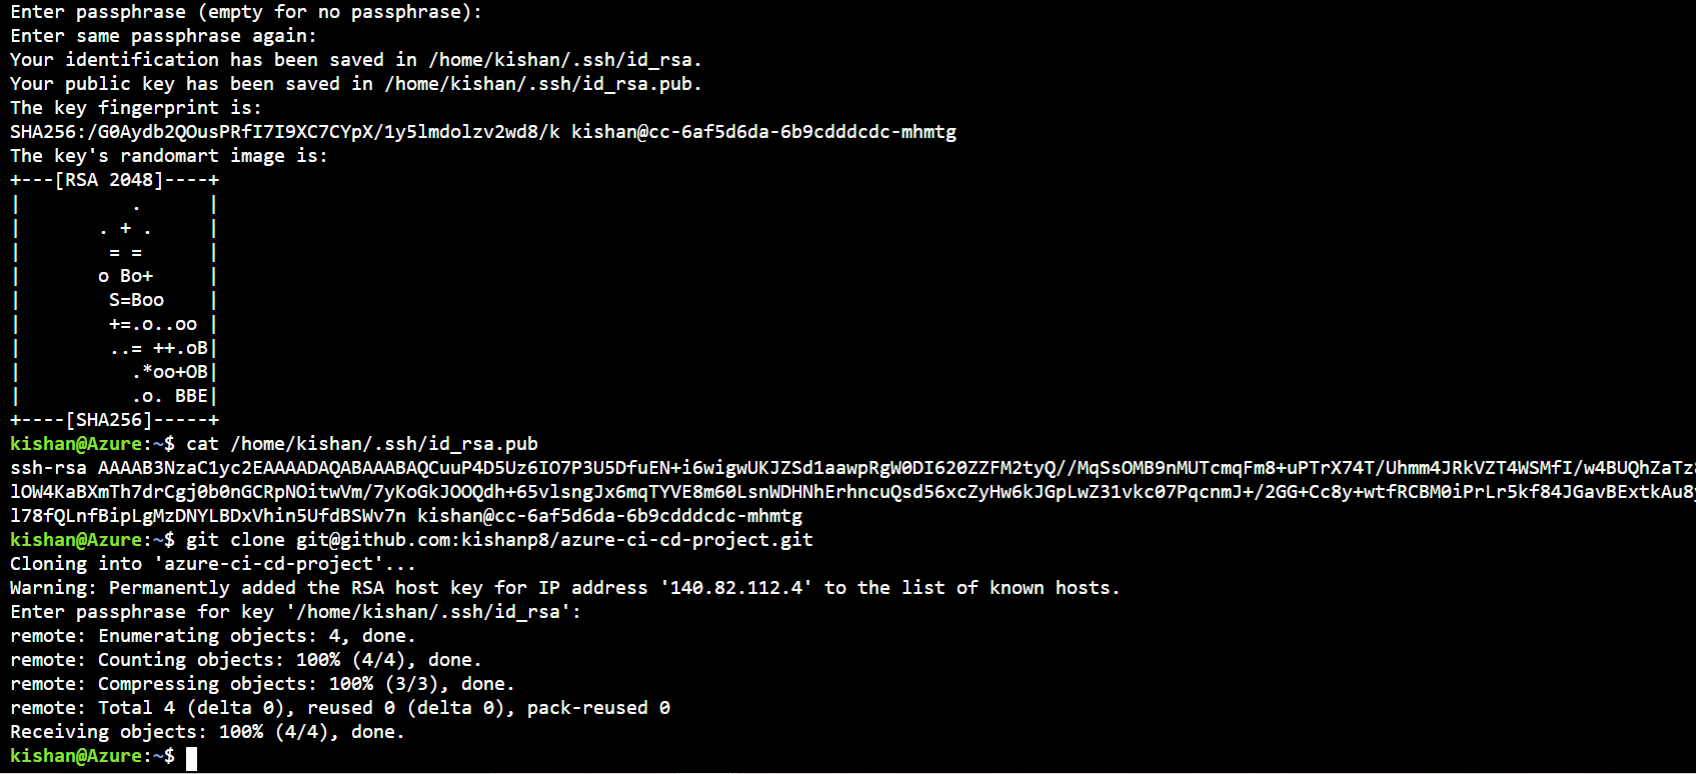 Enter passphrase (empty for no passphrase):
Enter same passphrase again:
Your identification has been saved in /home/kishan/.ssh/id_rsa.
Your public key has been saved in /home/kishan/.ssh/id_rsa.pub.
The key fingerprint is:
SHA256:/G0Aydb2QOusPRfI7I9XC7CYpX/1y5lmdolzv2wd8/k kishan@cc-6af5d6da-6b9cdddcdc-mhmtg
The key's randomart image is:
+---[RSA 2048]----+
|          .      |
|       . + .     |
|        = =      |
|       o Bo+     |
|        S=Boo    |
|        +=.o..oo |
|        ..= ++.oB|
|          .*oo+OB|
|          .o. BBE|
+----[SHA256]-----+
kishan@Azure:~$ cat /home/kishan/.ssh/id_rsa.pub
ssh-rsa AAAAB3NzaC1yc2EAAAADAQABAAABAQCuuP4D5Uz6IO7P3U5DfuEN+i6wigwUKJZSd1aawpRgW0DI620ZZFM2tyQ//MqSsOMB9nMUTcmqFm8+uPTrX74T/Uhmm4JRkVZT4WSMfI/w4BUQhZaTz
lOW4KaBXmTh7drCgj0b0nGCRpNOitwVm/7yKoGkJOOQdh+65vlsngJx6mqTYVE8m60LsnWDHNhErhncuQsd56xcZyHw6kJGpLwZ31vkc07PqcnmJ+/2GG+Cc8y+wtfRCBM0iPrLr5kf84JGavBExtkAu8
l78fQLnfBipLgMzDNYLBDxVhin5UfdBSWv7n kishan@cc-6af5d6da-6b9cdddcdc-mhmtg
kishan@Azure:~$ git clone git@github.com:kishanp8/azure-ci-cd-project.git
Cloning into 'azure-ci-cd-project'...
Warning: Permanently added the RSA host key for IP address '140.82.112.4' to the list of known hosts.
Enter passphrase for key '/home/kishan/.ssh/id_rsa':
remote: Enumerating objects: 4, done.
remote: Counting objects: 100% (4/4), done.
remote: Compressing objects: 100% (3/3), done.
remote: Total 4 (delta 0), reused 0 (delta 0), pack-reused 0
Receiving objects: 100% (4/4), done.
kishan@Azure:~$